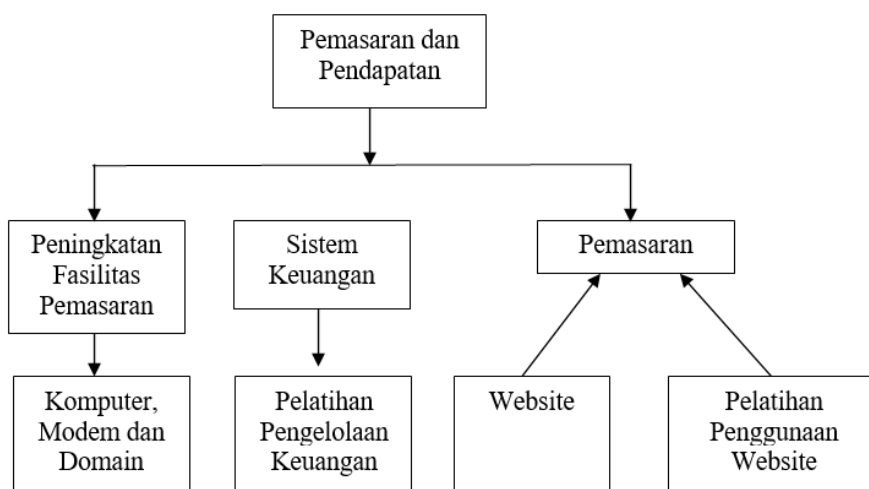 Pemasaran dan
Pendapatan
Peningkatan
Fasilitas
Pemasaran
Sistem
Keuangan
Pemasaran
Komputer,
Modem dan
Domain
Pelatihan
Pengelolaan
Keuangan
Website
Pelatihan
Penggunaan
Website